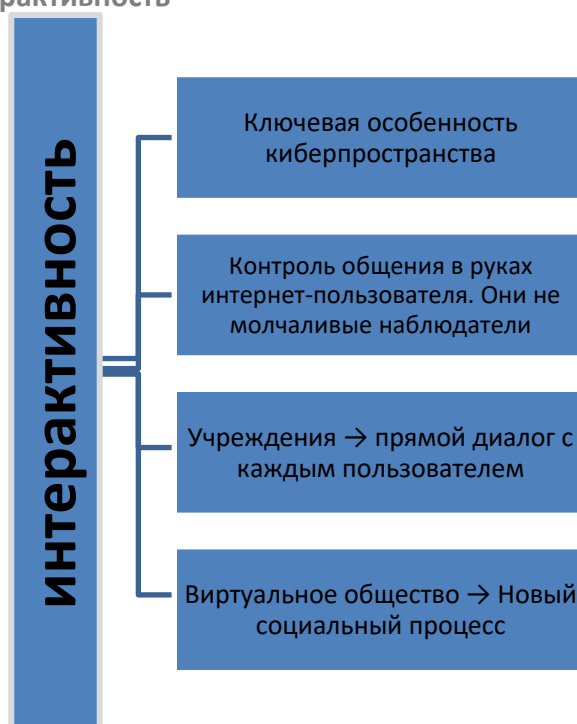 интерактивность
Ключевая особенность
киберпространства
Контроль общения в руках
интернет-пользователя. Они не
молчаливые наблюдатели
Учреждения → прямой диалог с
каждым пользователем
Виртуальное общество → Новый
социальный процесс